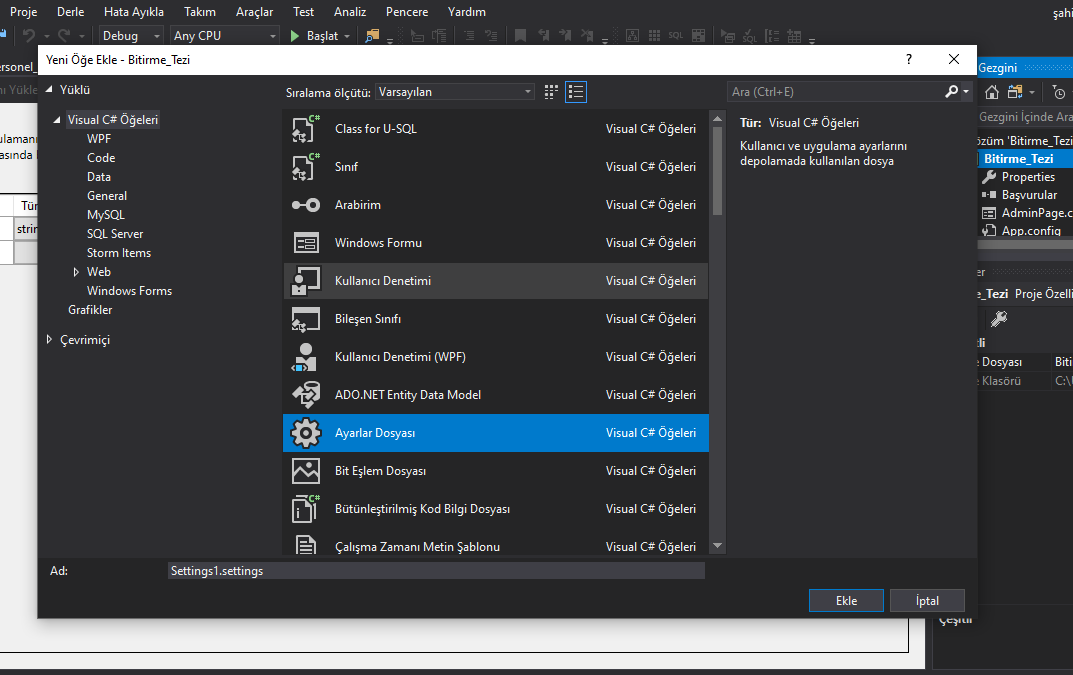 Proje Derle Hata Ayıkla Takım Araçlar Test Analiz Pencere Yardım
şahi
Debug Any CPU Başlat
Yeni Öğe Ekle - Bitirme_Tezi ? ×
Yüklü
Sıralama ölçütü: Varsayılan
Ara (Ctrl+E)
Visual C# Öğeleri
WPF
Code
Data
General
MySQL
SQL Server
Storm Items
Web
Windows Forms
Grafikler
Çevrimiçi
Class for U-SQL Visual C# Öğeleri
Sınıf Visual C# Öğeleri
Arabirim Visual C# Öğeleri
Windows Formu Visual C# Öğeleri
Kullanıcı Denetimi Visual C# Öğeleri
Bileşen Sınıfı Visual C# Öğeleri
Kullanıcı Denetimi (WPF) Visual C# Öğeleri
ADO.NET Entity Data Model Visual C# Öğeleri
Ayarlar Dosyası Visual C# Öğeleri
Bit Eşlem Dosyası Visual C# Öğeleri
Bütünleştirilmiş Kod Bilgi Dosyası Visual C# Öğeleri
Çalışma Zamanı Metin Şablonu Visual C# Öğeleri
Tür: Visual C# Öğeleri
Kullanıcı ve uygulama ayarlarını
depolamada kullanılan dosya
Ad: Settings1.settings
Ekle İptal
ersonel_
Tür
strin
Gezgini
Gezgini İçinde Ara
özüm 'Bitirme_Tezi'
Bitirme_Tezi
Properties
Başvurular
AdminPage.c
App.config
er
e_Tezi Proje Özelli
li
Dosyası Biti
Klasörü C:\U
Çeşitli